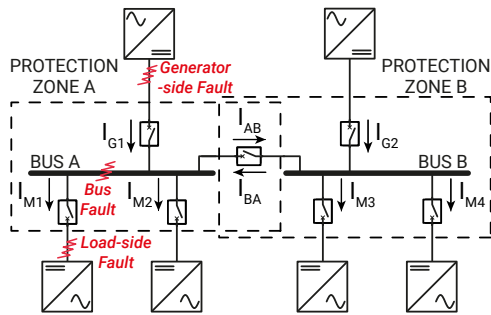 PROTECTION
ZONE A
Generator
-side Fault
PROTECTION
ZONE B
I_G1
I_AB
I_G2
BUS A
BUS B
I_M1
Bus
Fault
I_M2
I_BA
I_M3
I_M4
Load-side
Fault